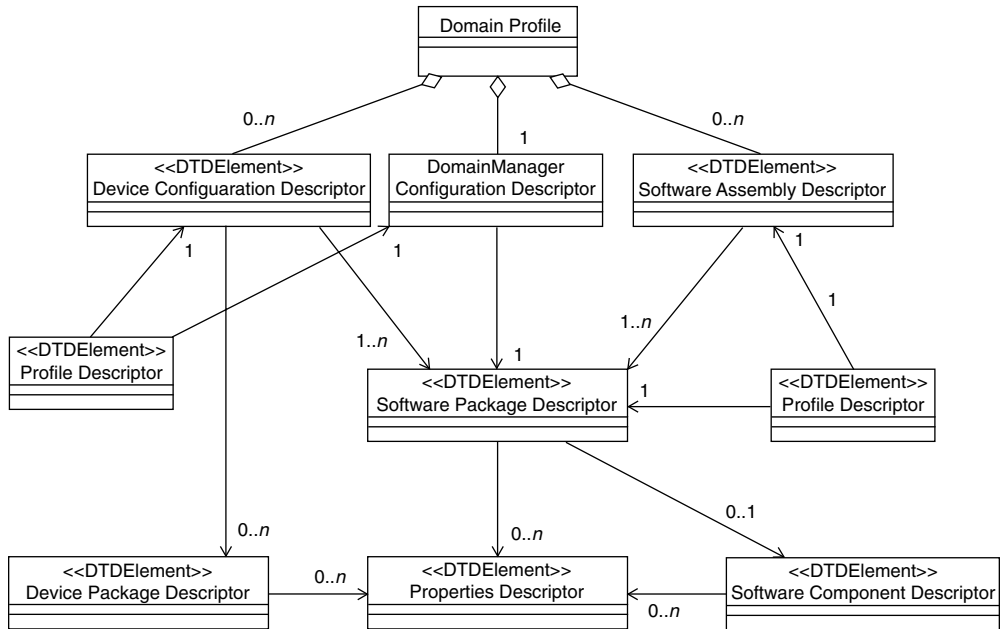 Domain Profile
0..n
1
0..n
<<DTDElement>>
Device Configuaration Descriptor
DomainManager
Configuration Descriptor
<<DTDElement>>
Software Assembly Descriptor
1
1
1
1
<<DTDElement>>
Profile Descriptor
1..n
1
1..n
<<DTDElement>>
Software Package Descriptor
1
<<DTDElement>>
Profile Descriptor
0..n
0..n
0..1
<<DTDElement>>
Device Package Descriptor
0..n
<<DTDElement>>
Properties Descriptor
0..n
<<DTDElement>>
Software Component Descriptor